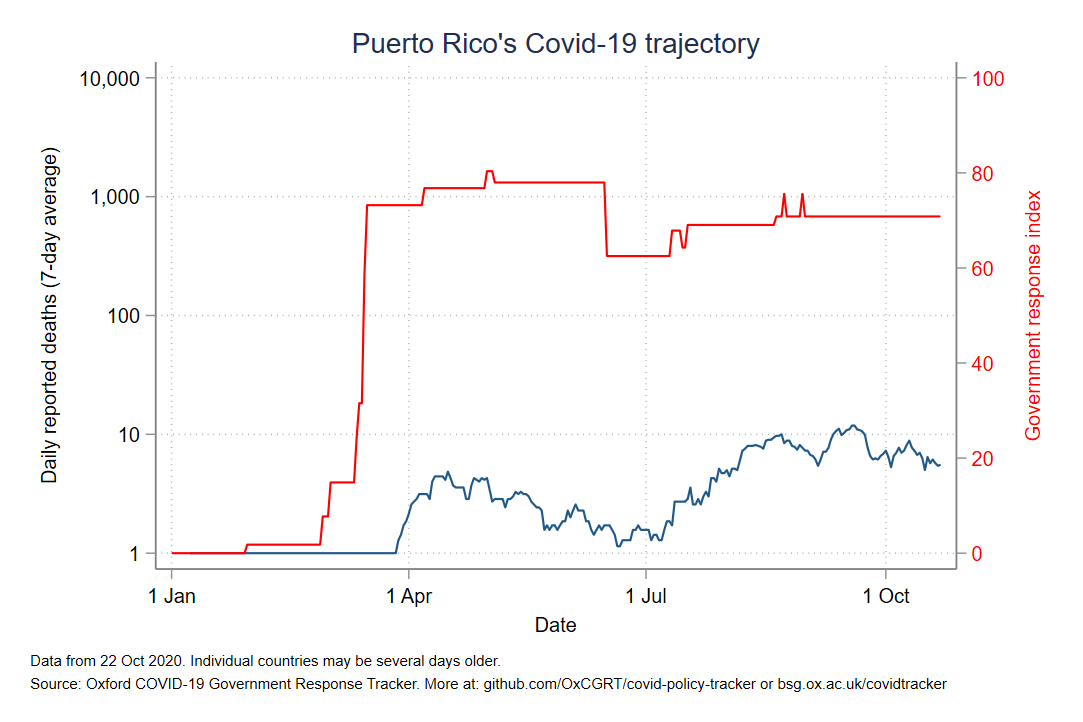 Puerto Rico's Covid-19 trajectory
10,000
1,000
100
10
1
Daily reported deaths (7-day average)
100
80
60
40
20
0
Government response index
1 Jan
1 Apr
1 Jul
1 Oct
Date
Data from 22 Oct 2020. Individual countries may be several days older.
Source: Oxford COVID-19 Government Response Tracker. More at: github.com/OxCGRT/covid-policy-tracker or bsg.ox.ac.uk/covidtracker